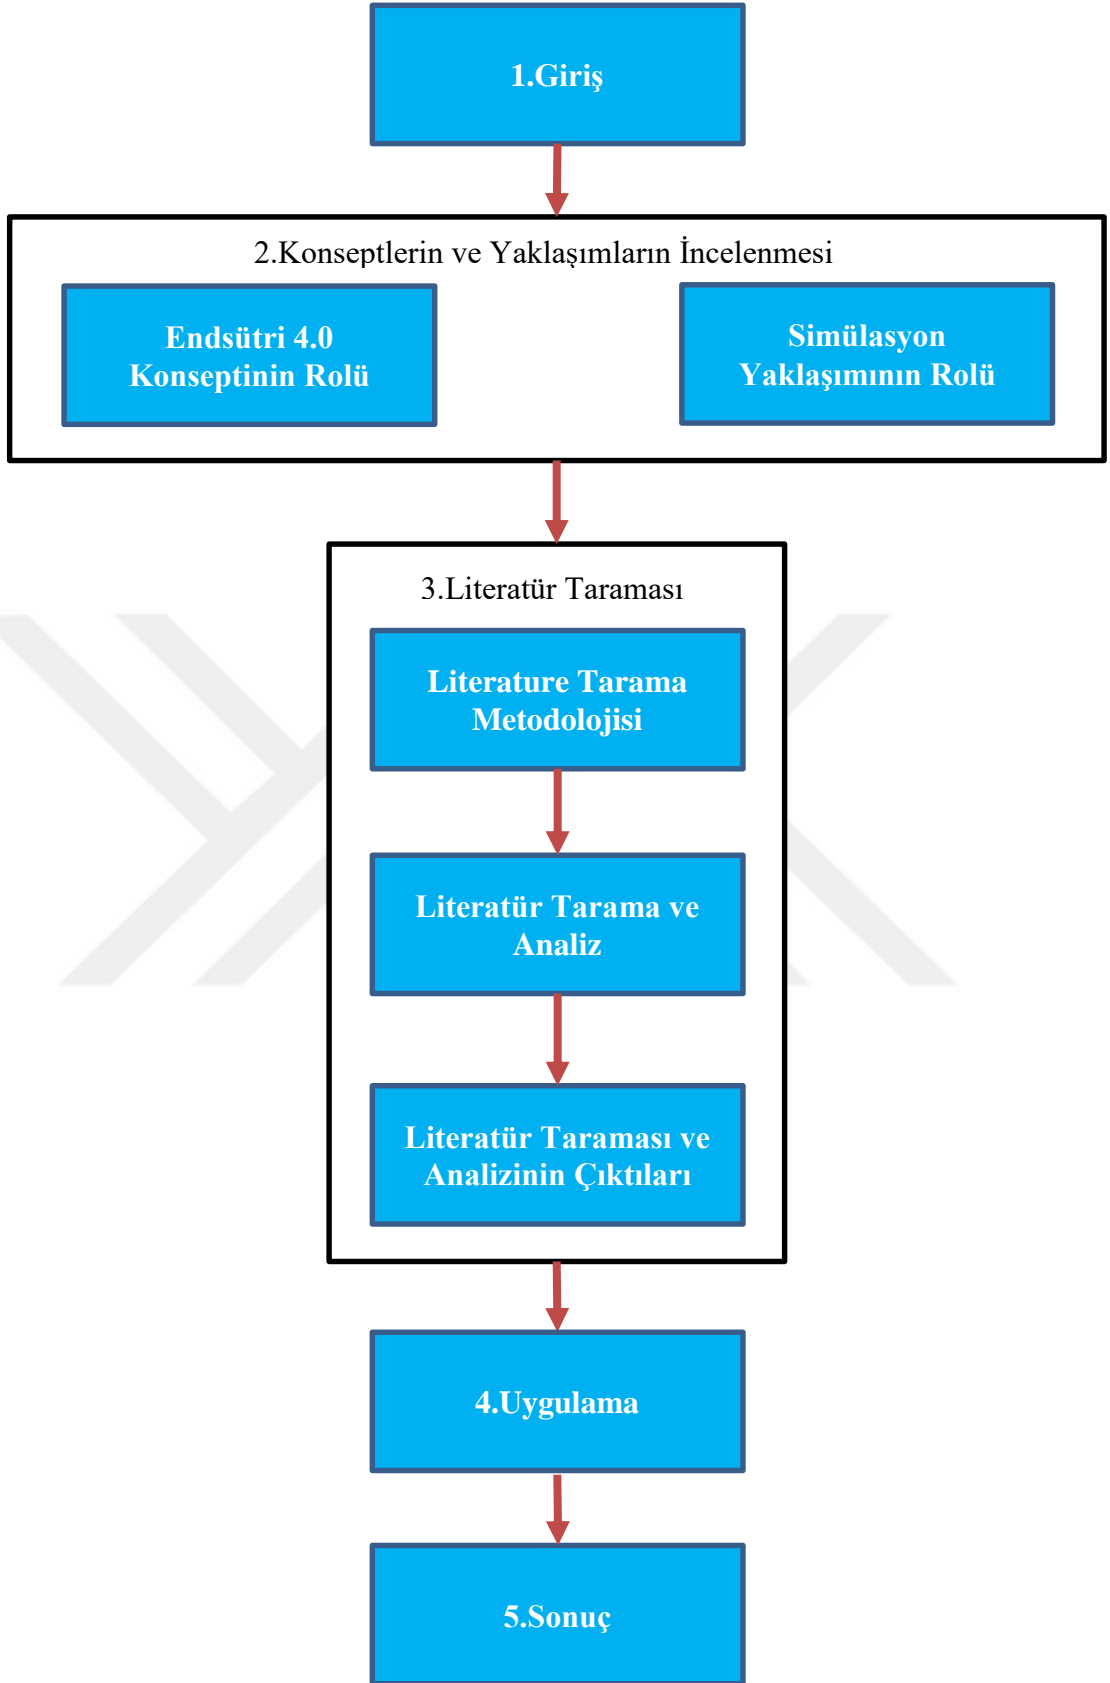 1.Giriş
2.Konseptlerin ve Yaklaşımların İncelenmesi
Endsütri 4.0
Konseptinin Rolü
Simülasyon
Yaklaşımının Rolü
3.Literatür Taraması
Literature Tarama
Metodolojisi
Literatür Tarama ve
Analiz
Literatür Taraması ve
Analizinin Çıktıları
4.Uygulama
5.Sonuç